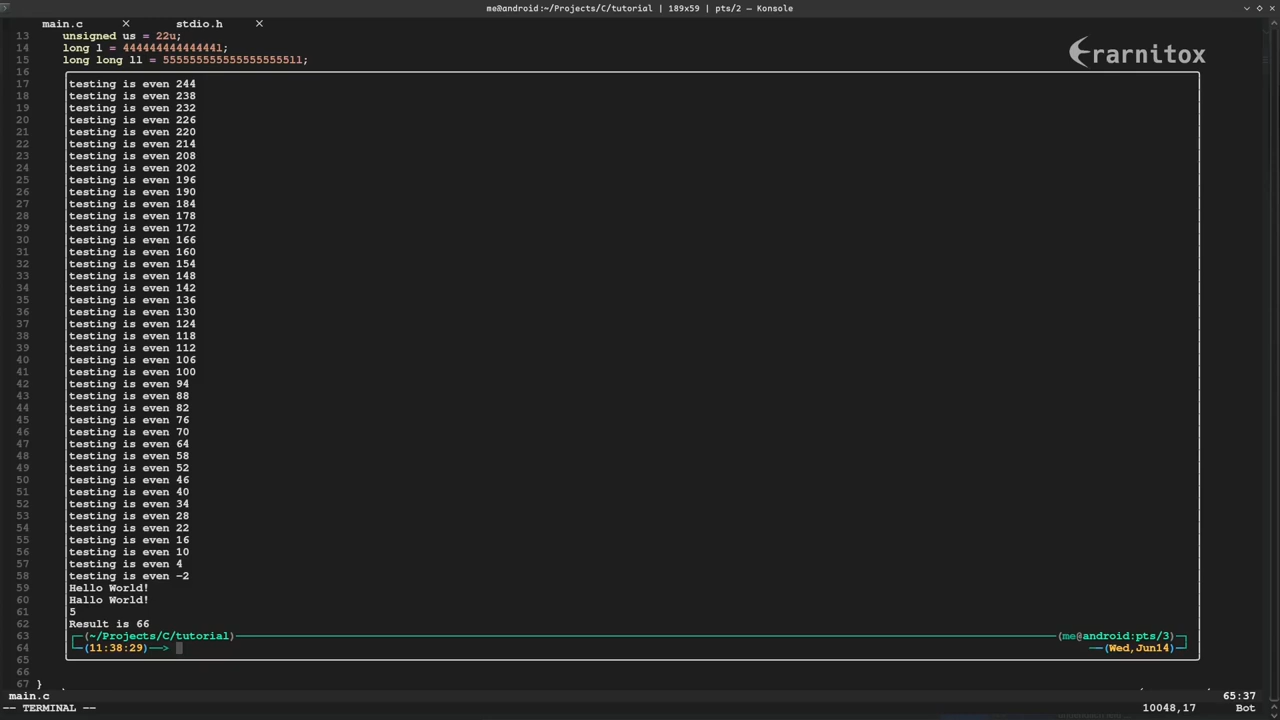 me@android:~/Projects/C/tutorial | 189x59 | pts/2 — Konsole
main.c × stdio.h ×
13 unsigned us = 22u;
14 long l = 444444444444444l;
15 long long ll = 5555555555555555555ll;
rarnitox
16
17 testing is even 244
18 testing is even 238
19 testing is even 232
20 testing is even 226
21 testing is even 220
22 testing is even 214
23 testing is even 208
24 testing is even 202
25 testing is even 196
26 testing is even 190
27 testing is even 184
28 testing is even 178
29 testing is even 172
30 testing is even 166
31 testing is even 160
32 testing is even 154
33 testing is even 148
34 testing is even 142
35 testing is even 136
36 testing is even 130
37 testing is even 124
38 testing is even 118
39 testing is even 112
40 testing is even 106
41 testing is even 100
42 testing is even 94
43 testing is even 88
44 testing is even 82
45 testing is even 76
46 testing is even 70
47 testing is even 64
48 testing is even 58
49 testing is even 52
50 testing is even 46
51 testing is even 40
52 testing is even 34
53 testing is even 28
54 testing is even 22
55 testing is even 16
56 testing is even 10
57 testing is even 4
58 testing is even -2
59 Hello World!
60 Hallo World!
61 5
62 Result is 66
63 (~/Projects/C/tutorial) (me@android:pts/3)
64 (11:38:29)—> (Wed,Jun14)
65
66
67 }
main.c 65:37
-- TERMINAL -- 10048,17 Bot